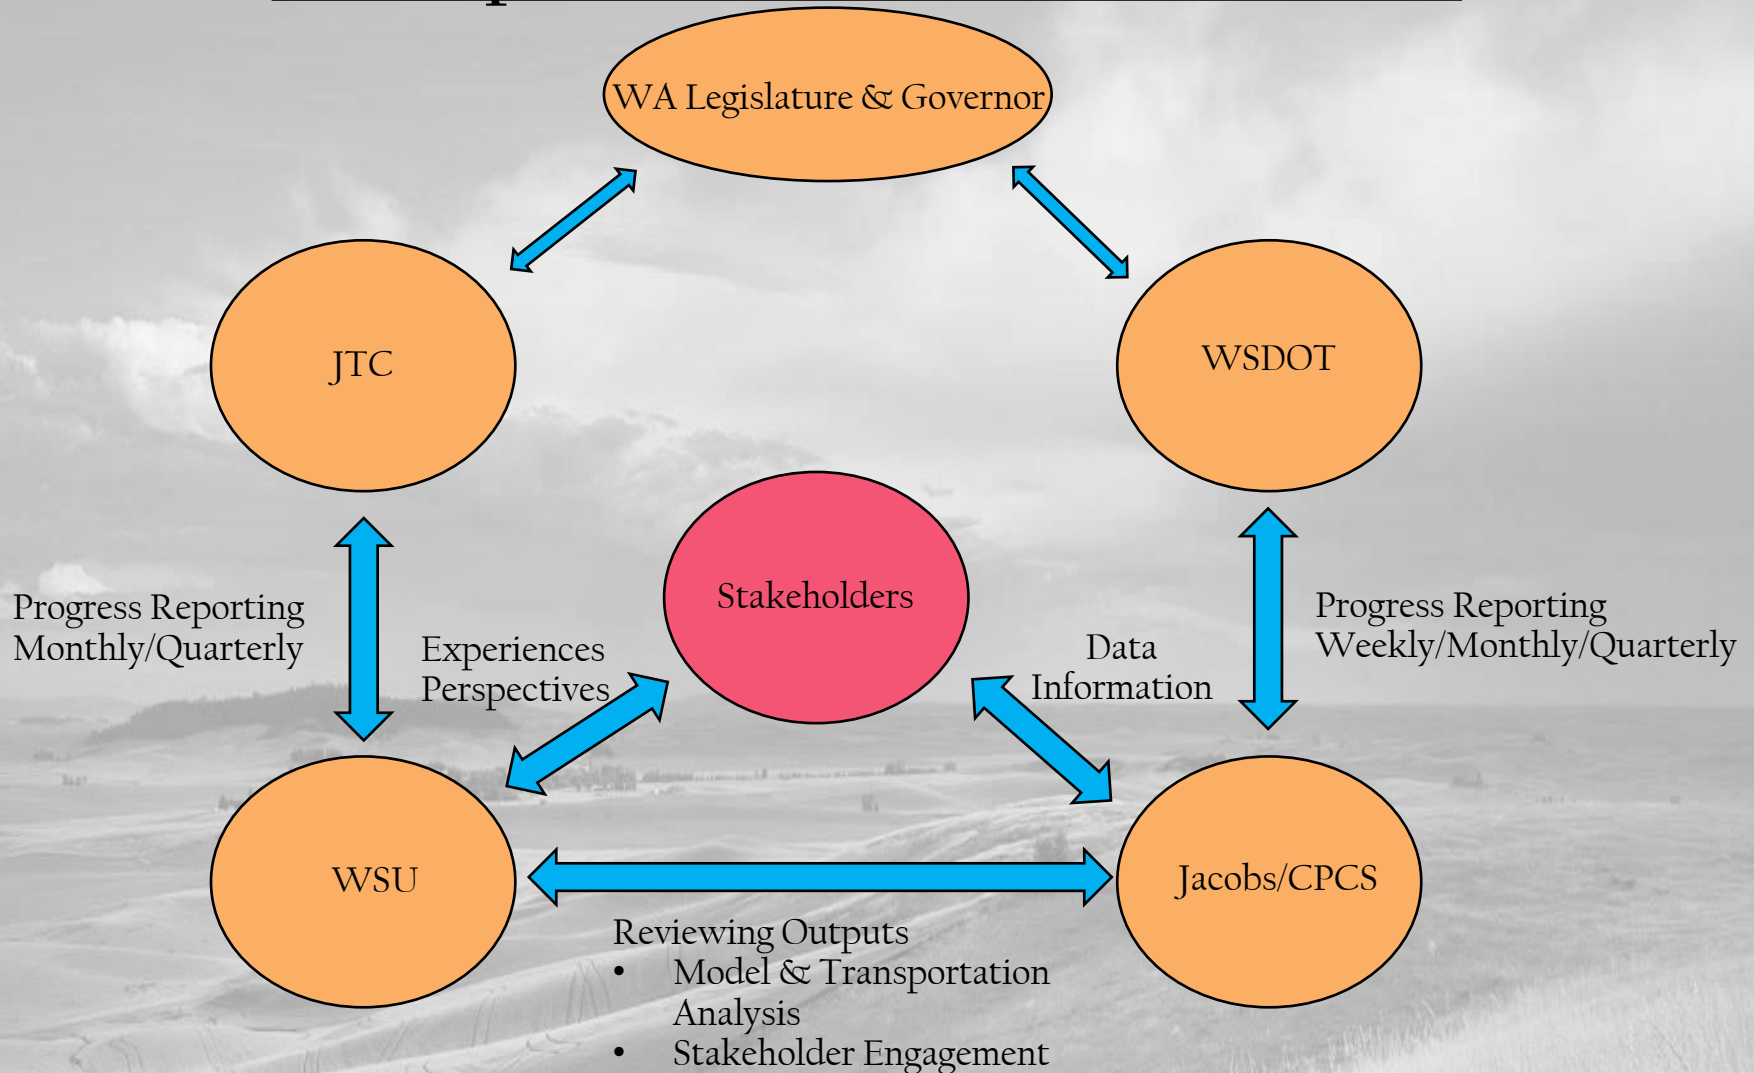 WA Legislature & Governor
JTC
WSDOT
Stakeholders
Progress Reporting
Monthly/Quarterly
Experiences
Perspectives
Data
Information
Progress Reporting
Weekly/Monthly/Quarterly
WSU
Jacobs/CPCS
Reviewing Outputs
• Model & Transportation
Analysis
• Stakeholder Engagement